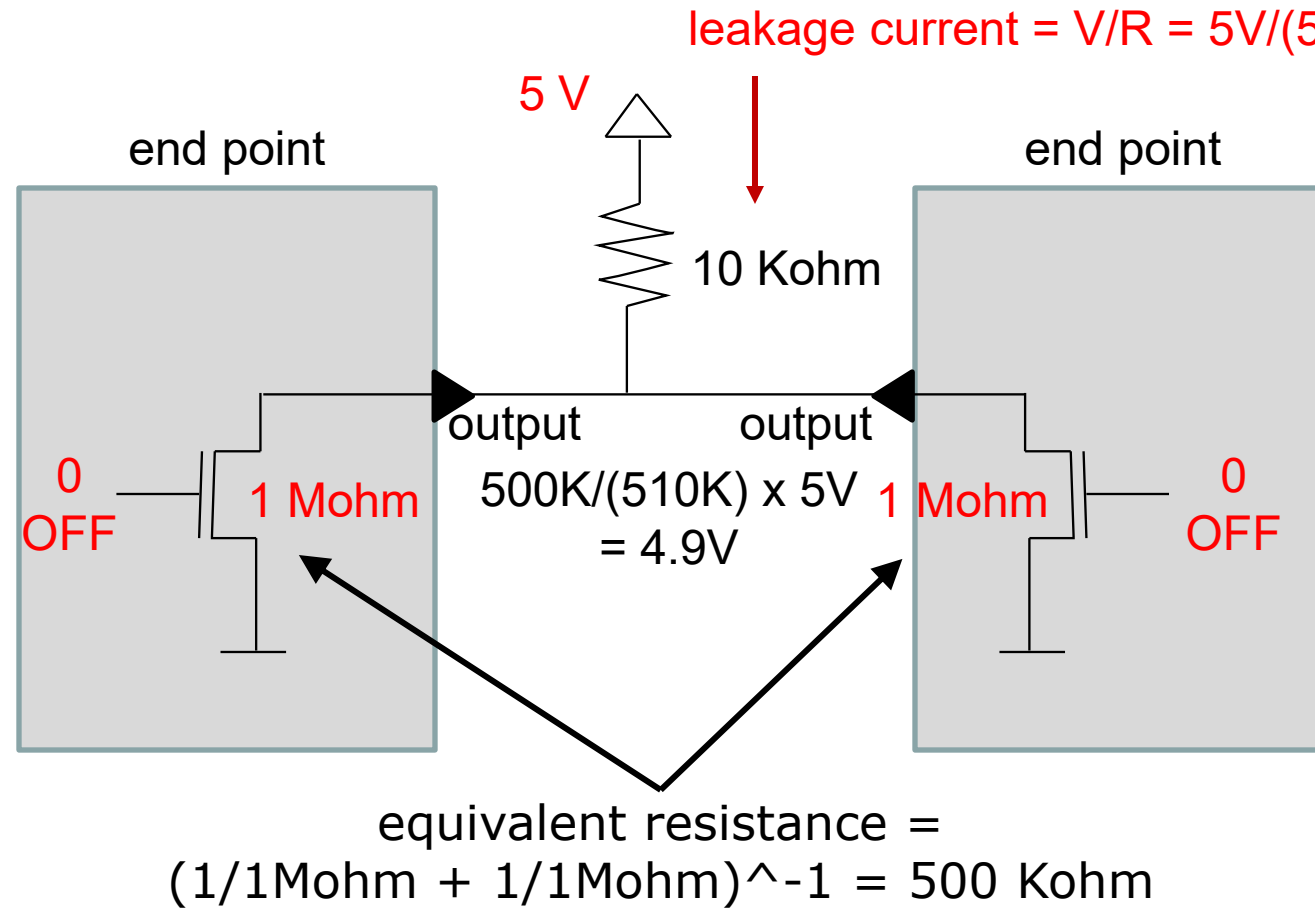 leakage current = V/R = 5V/(5
5 V
end point
end point
10 Kohm
output
output
0
OFF
1 Mohm
500K/(510K) x 5V
= 4.9V
1 Mohm
0
OFF
equivalent resistance =
(1/1Mohm + 1/1Mohm)^-1 = 500 Kohm